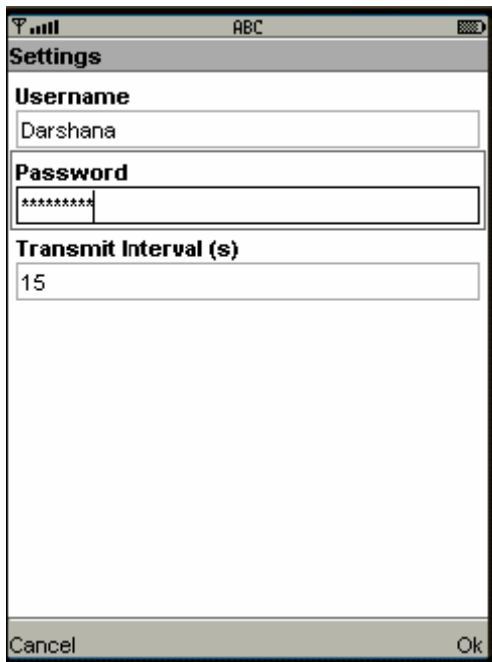 ABC
Settings
Username
Darshana
Password
*********
Transmit Interval (s)
15
Cancel Ok